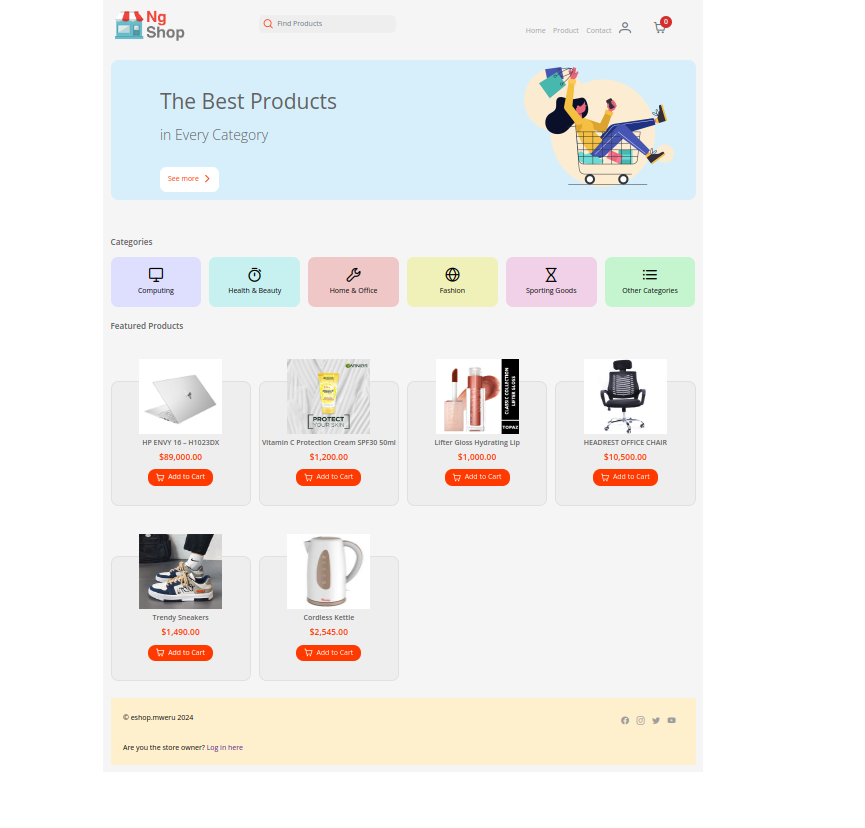 Ng
Shop
Find Products
Home Product Contact
0
The Best Products
in Every Category
See more
Categories
Computing
Health & Beauty
Home & Office
Fashion
Sporting Goods
Other Categories
Featured Products
GARNIER
PROTECT
YOUR SKIN
CLASSIC COLLECTION
LIFTER GLOSS
TOPAZ
HP ENVY 16 – H1023DX
$89,000.00
Add to Cart
Vitamin C Protection Cream SPF30 50ml
$1,200.00
Add to Cart
Lifter Gloss Hydrating Lip
$1,000.00
Add to Cart
HEADREST OFFICE CHAIR
$10,500.00
Add to Cart
Trendy Sneakers
$1,490.00
Add to Cart
Cordless Kettle
$2,545.00
Add to Cart
© eshop.mweru 2024
Are you the store owner? Log in here